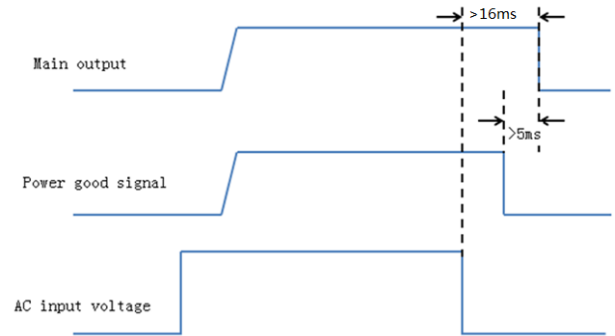 >16ms
Main output
>5ms
Power good signal
AC input voltage